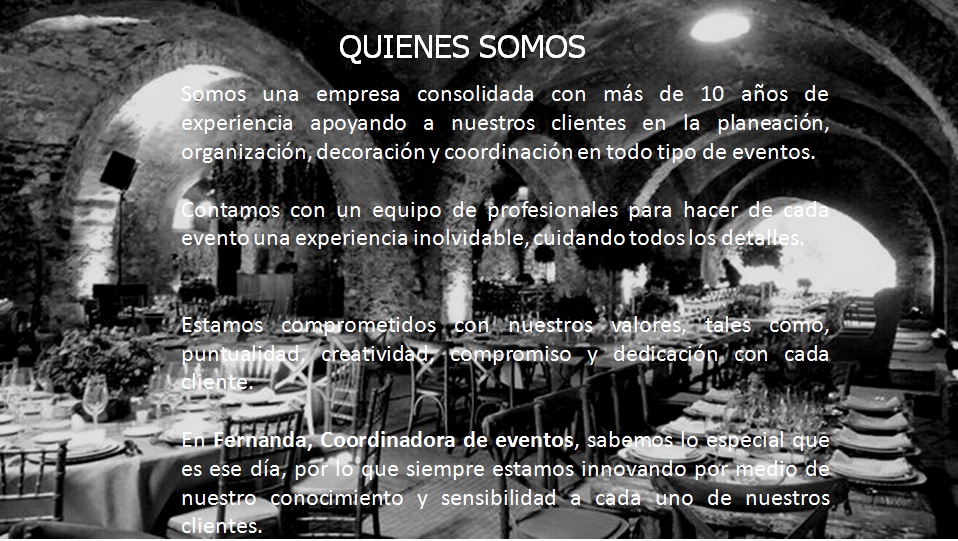 QUIENES SOMOS
Somos una empresa consolidada con más de 10 años de
experiencia apoyando a nuestros clientes en la planeación,
organización, decoración y coordinación en todo tipo de eventos.
Contamos con un equipo de profesionales para hacer de cada
evento una experiencia inolvidable, cuidando todos los detalles.
Estamos comprometidos con nuestros valores, tales como,
puntualidad, creatividad, compromiso y dedicación con cada
cliente.
En Fernanda, Coordinadora de eventos, sabemos lo especial que
es ese día, por lo que siempre estamos innovando por medio de
nuestro conocimiento y sensibilidad a cada uno de nuestros
clientes.